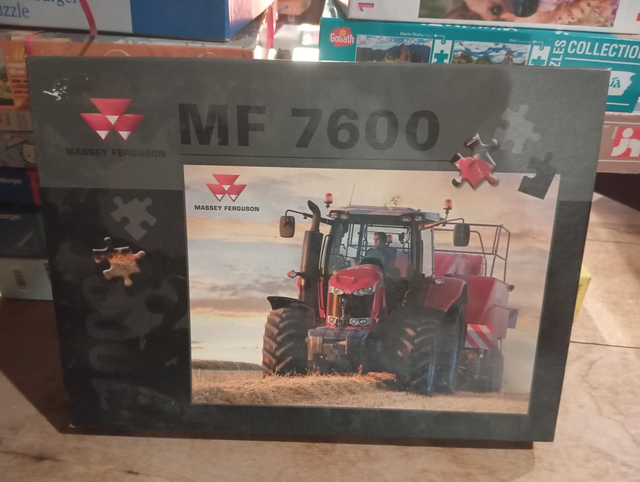 zzle
Goliath
COLLECTION
ZLES
MF 7600
MASSEY FERGUSON
MASSEY FERGUSON